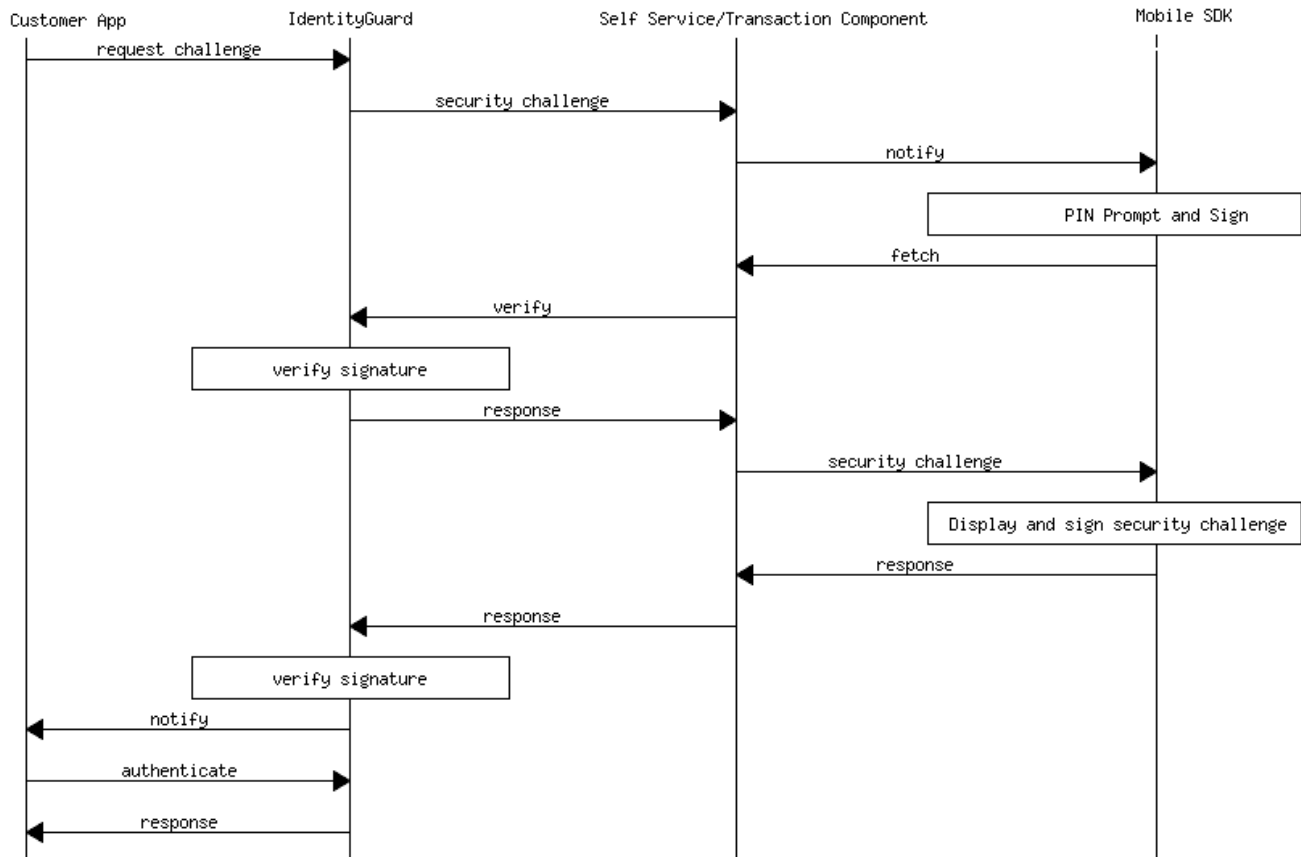 Customer App
IdentityGuard
Self Service/Transaction Component
Mobile SDK
request challenge
security challenge
notify
PIN Prompt and Sign
fetch
verify
verify signature
response
security challenge
Display and sign security challenge
response
response
verify signature
notify
authenticate
response